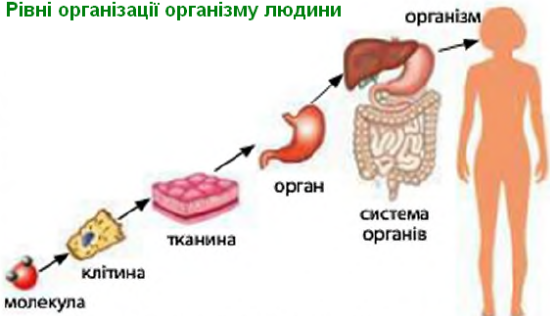 Рівні організації організму людини
організм
орган
система
органів
тканина
клітина
молекула